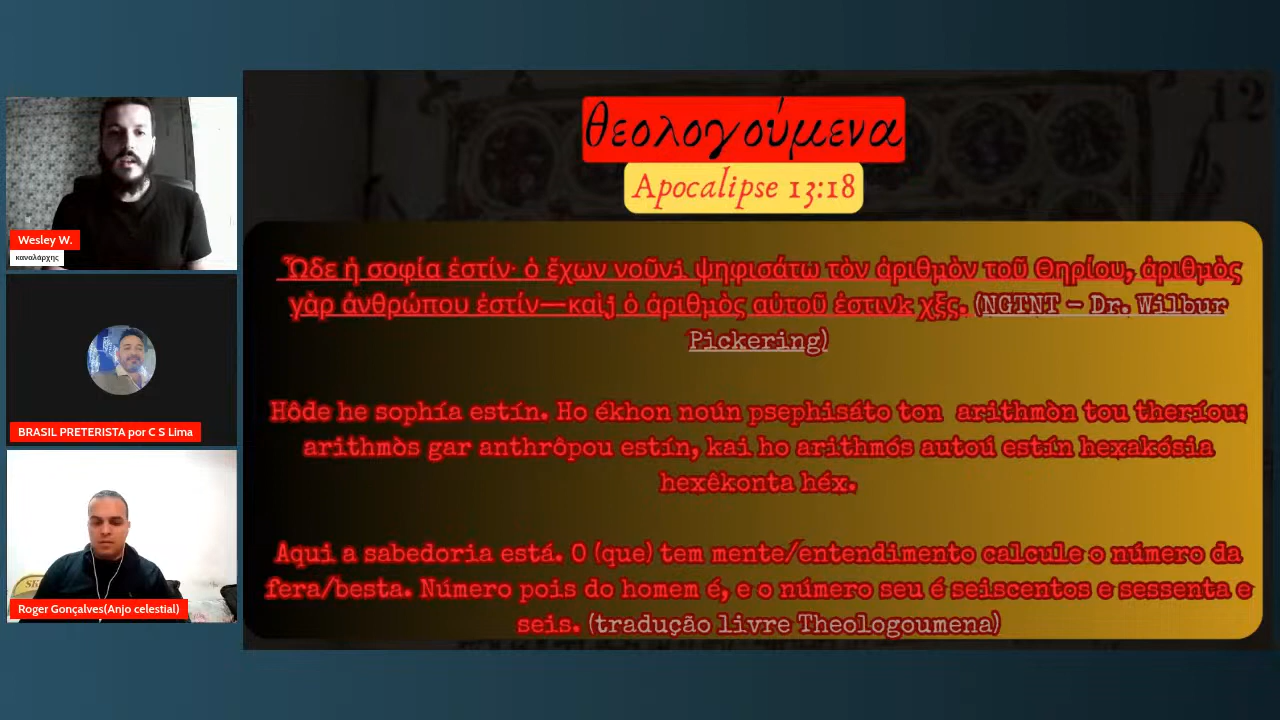 Wesley W.
καναλάρχης
BRASIL PRETERISTA por C S Lima
Roger Gonçalves(Anjo celestial)
θεολογούμενα
Apocalipse 13:18
Ὧδε ἡ σοφία ἐστίν· ὁ ἔχων νοῦνi ψηφισάτω τὸν ἀριθμὸν τοῦ Θηρίου, ἀριθμὸς
γὰρ ἀνθρώπου ἐστίν—καὶj ὁ ἀριθμὸς αὐτοῦ ἐστινk χξς. (NGTNT - Dr. Wilbur
Pickering)
Hôde he sophía estín. Ho ékhon noún psephisáto ton arithmòn tou theríou;
arithmòs gar anthrôpou estín, kai ho arithmós autoú estín hexakósia
hexêkonta héx.
Aqui a sabedoria está. O (que) tem mente/entendimento calcule o número da
fera/besta. Número pois do homem é, e o número seu é seiscentos e sessenta e
seis. (tradução livre Theologoumena)
12
SK